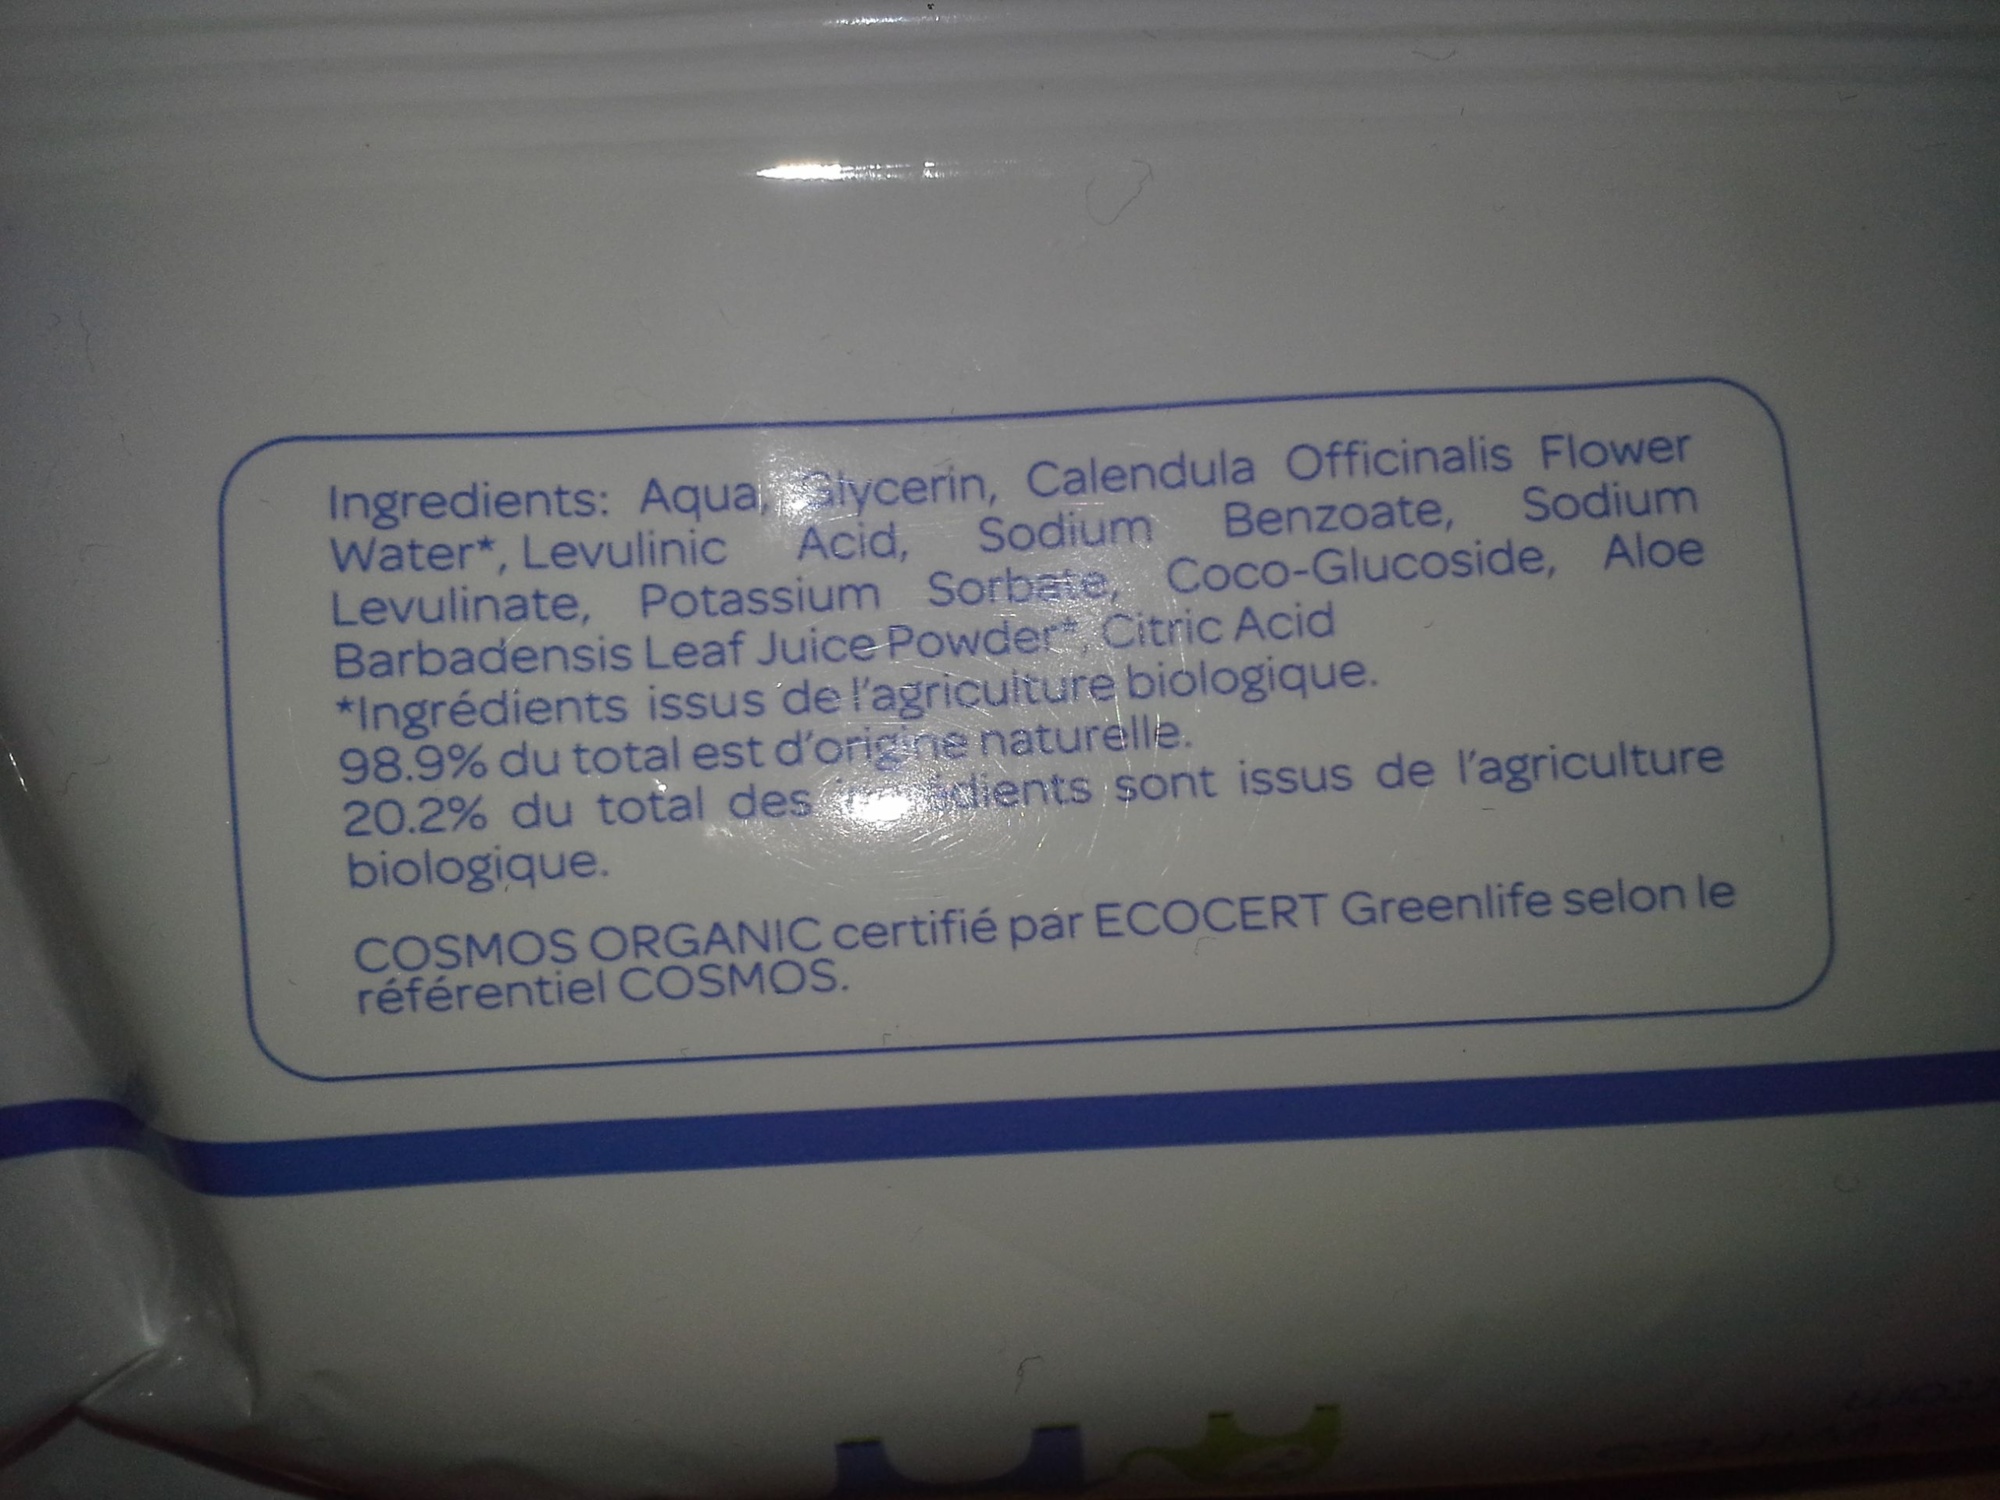 Ingredients: Aqua, Glycerin, Calendula Officinalis Flower
Water*, Levulinic Acid, Sodium Benzoate, Sodium
Levulinate, Potassium Sorbate, Coco-Glucoside, Aloe
Barbadensis Leaf Juice Powder*, Citric Acid
*Ingrédients issus de l'agriculture biologique.
98.9% du total est d'origine naturelle.
20.2% du total des ingrédients sont issus de l'agriculture
biologique.
COSMOS ORGANIC certifié par ECOCERT Greenlife selon le
référentiel COSMOS.